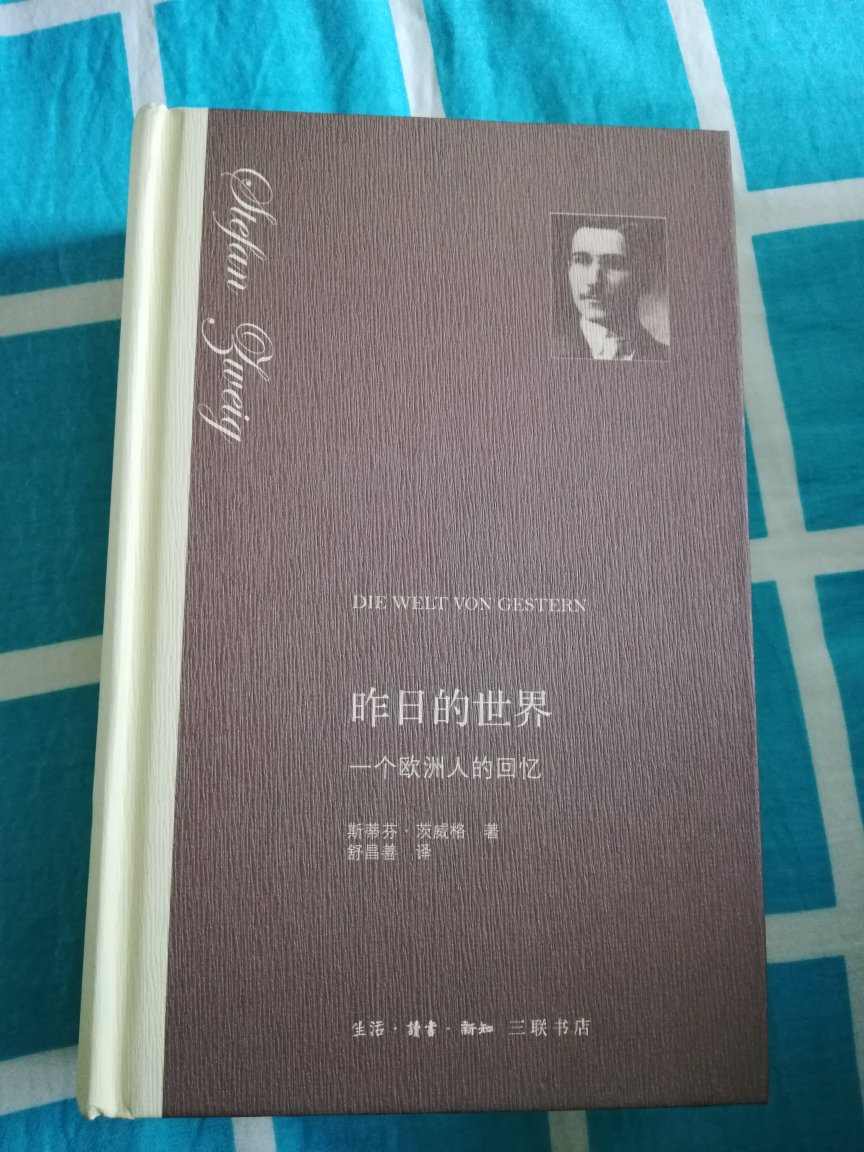 Stefan Zweig
DIE WELT VON GESTERN
昨日的世界
一个欧洲人的回忆
斯蒂芬·茨威格 著
舒昌善 译
生活·讀書·新知 三联书店